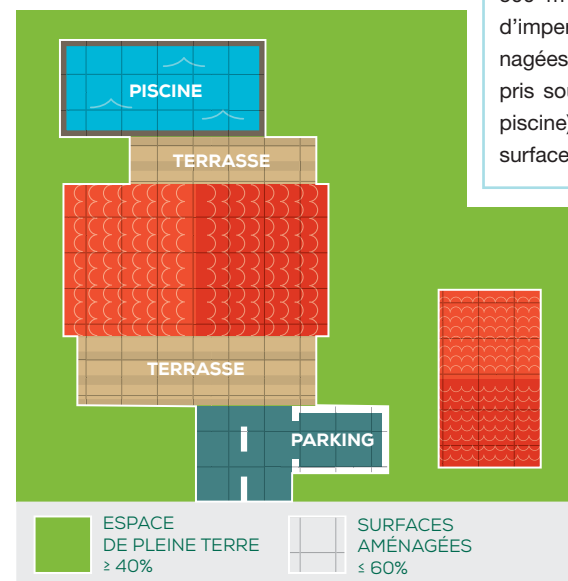 d'imper
nagées
pris sou
piscine)
surface
PISCINE
TERRASSE
TERRASSE
PARKING
ESPACE
DE PLEINE TERRE
≥ 40%
SURFACES
AMÉNAGÉES
≤ 60%